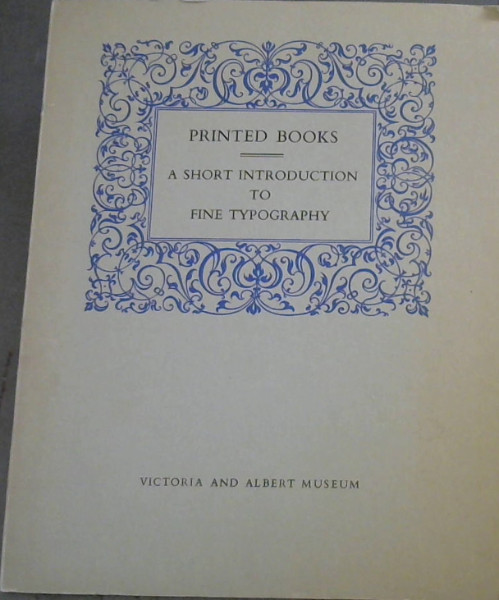 PRINTED BOOKS
A SHORT INTRODUCTION
TO
FINE TYPOGRAPHY
VICTORIA AND ALBERT MUSEUM